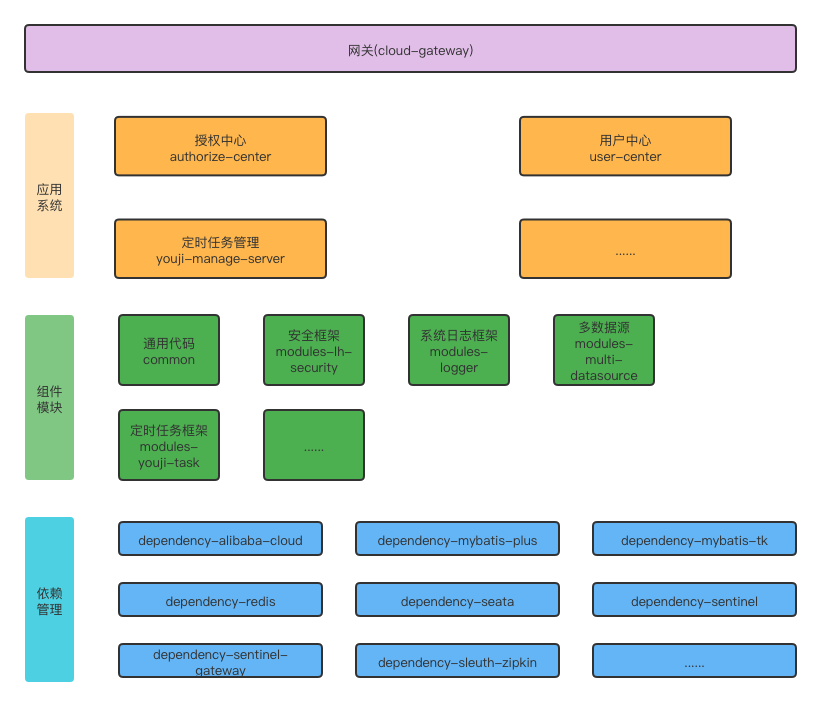 网关(cloud-gateway)
应用
系统
授权中心
authorize-center
用户中心
user-center
定时任务管理
youji-manage-server
......
组件
模块
通用代码
common
安全框架
modules-lh-
security
系统日志框架
modules-
logger
多数据源
modules-
multi-
datasource
定时任务框架
modules-
youji-task
......
依赖
管理
dependency-alibaba-cloud
dependency-mybatis-plus
dependency-mybatis-tk
dependency-redis
dependency-seata
dependency-sentinel
dependency-sentinel-
gateway
dependency-sleuth-zipkin
......